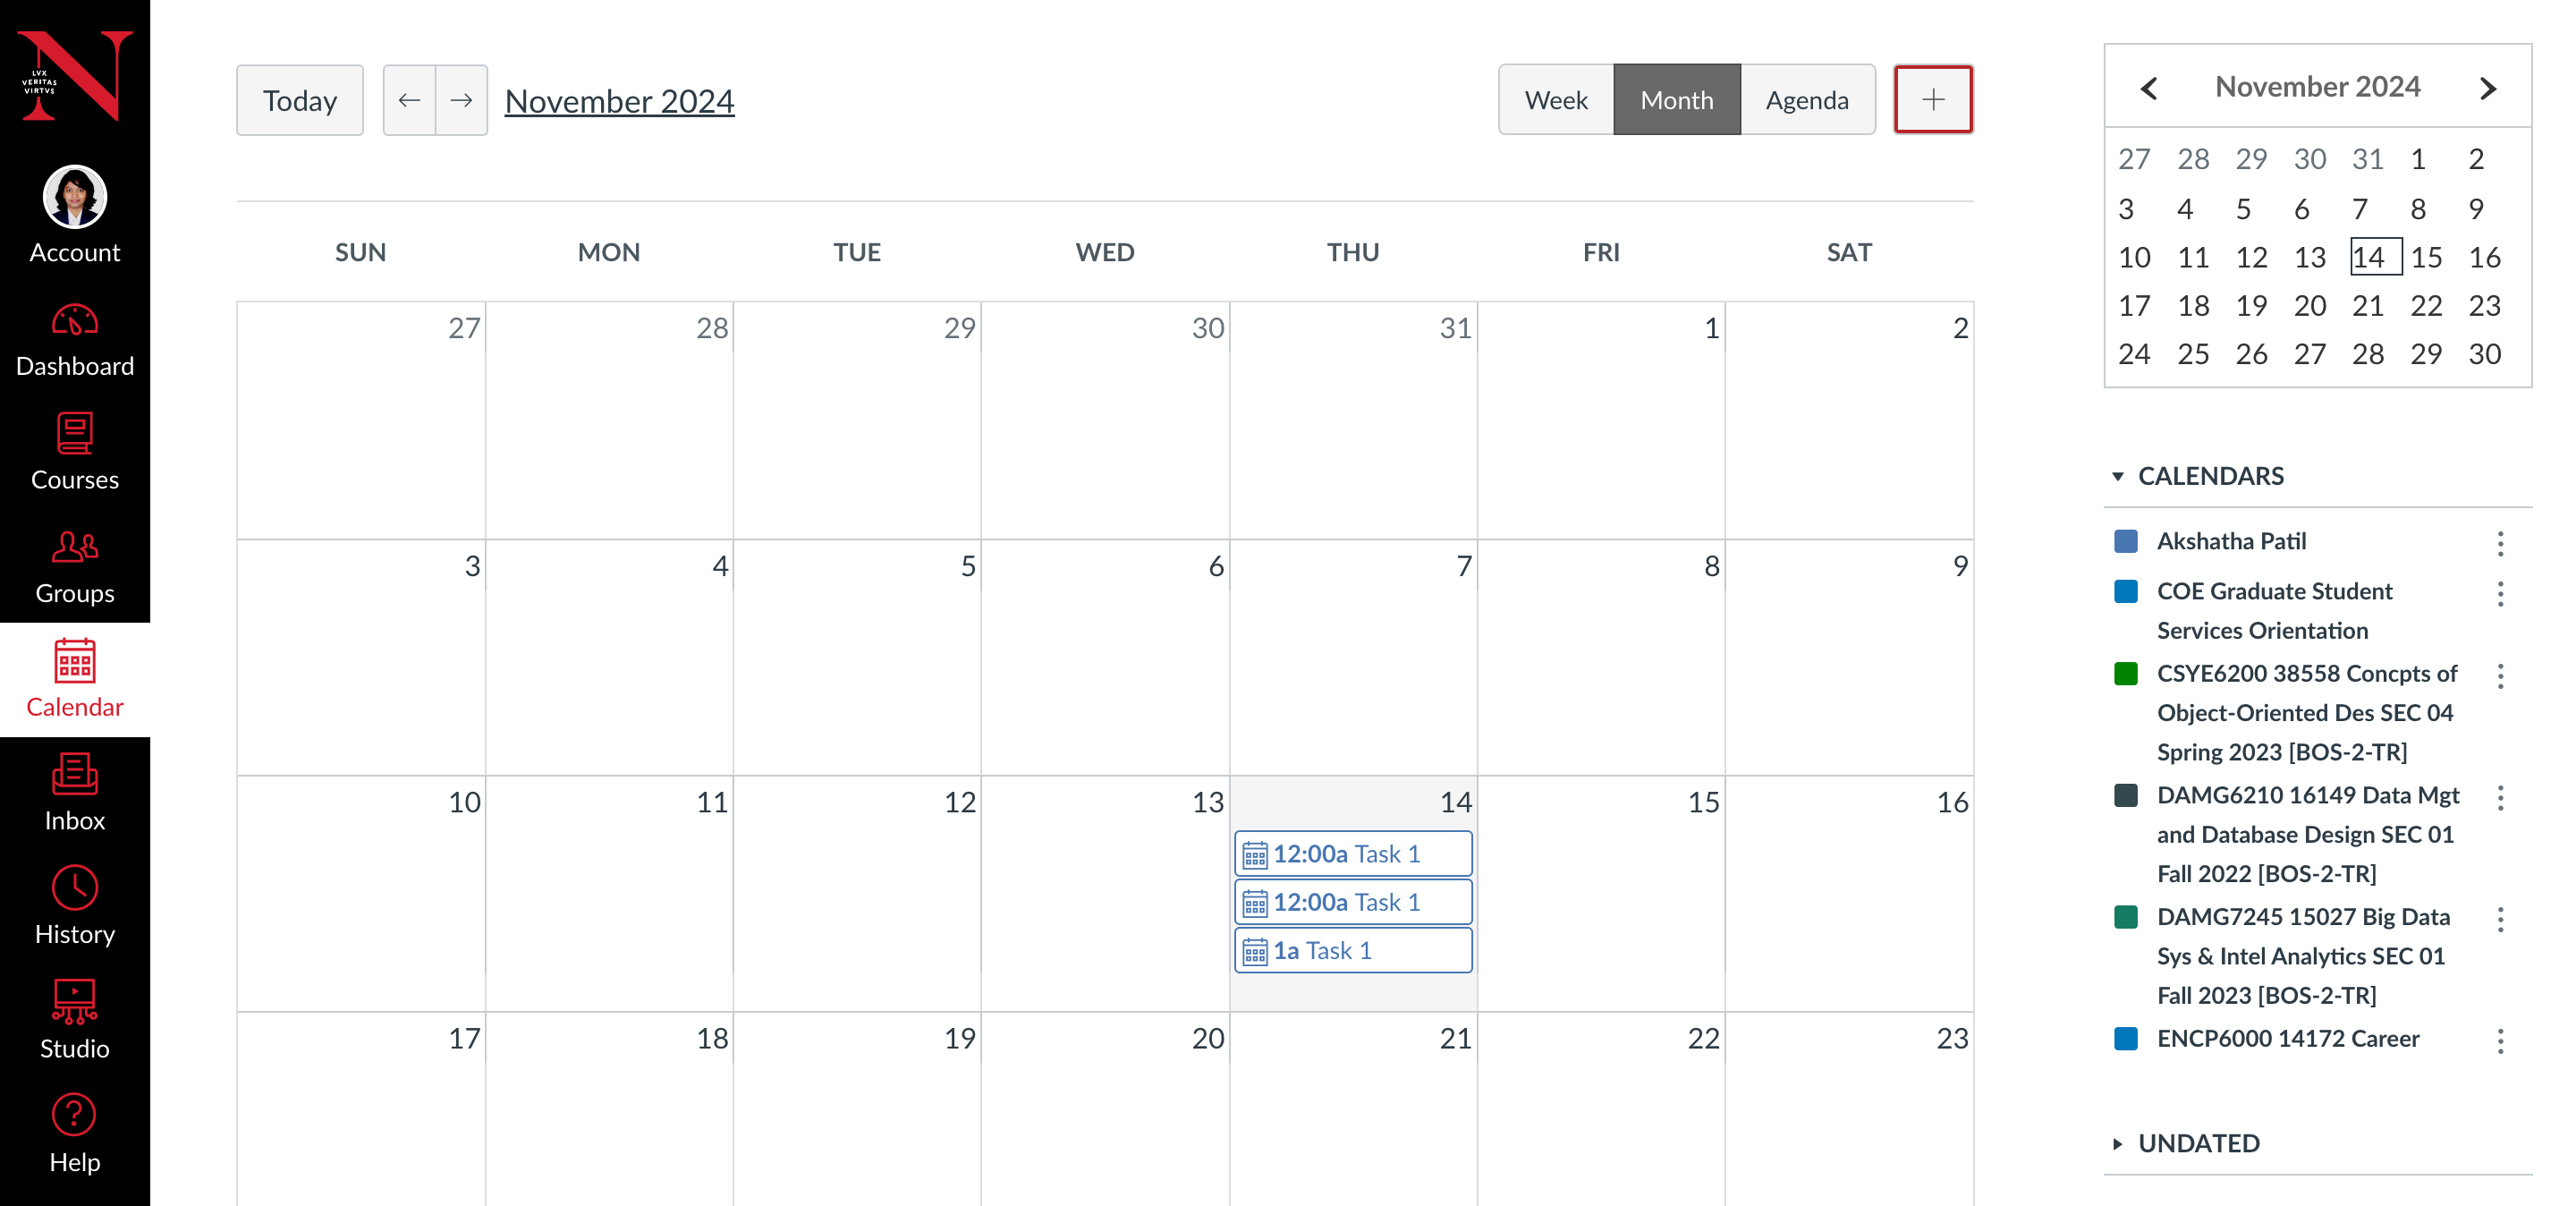 LVX
VERITAS
VIRTVS
Account
Dashboard
Courses
Groups
Calendar
Inbox
History
Studio
Help
Today
November 2024
Week
Month
Agenda
SUN MON TUE WED THU FRI SAT
27 28 29 30 31 1 2
3 4 5 6 7 8 9
10 11 12 13 14 15 16
12:00a Task 1
12:00a Task 1
1a Task 1
17 18 19 20 21 22 23
November 2024
27 28 29 30 31 1 2
3 4 5 6 7 8 9
10 11 12 13 14 15 16
17 18 19 20 21 22 23
24 25 26 27 28 29 30
CALENDARS
Akshatha Patil
COE Graduate Student
Services Orientation
CSYE6200 38558 Concpts of
Object-Oriented Des SEC 04
Spring 2023 [BOS-2-TR]
DAMG6210 16149 Data Mgt
and Database Design SEC 01
Fall 2022 [BOS-2-TR]
DAMG7245 15027 Big Data
Sys & Intel Analytics SEC 01
Fall 2023 [BOS-2-TR]
ENCP6000 14172 Career
UNDATED